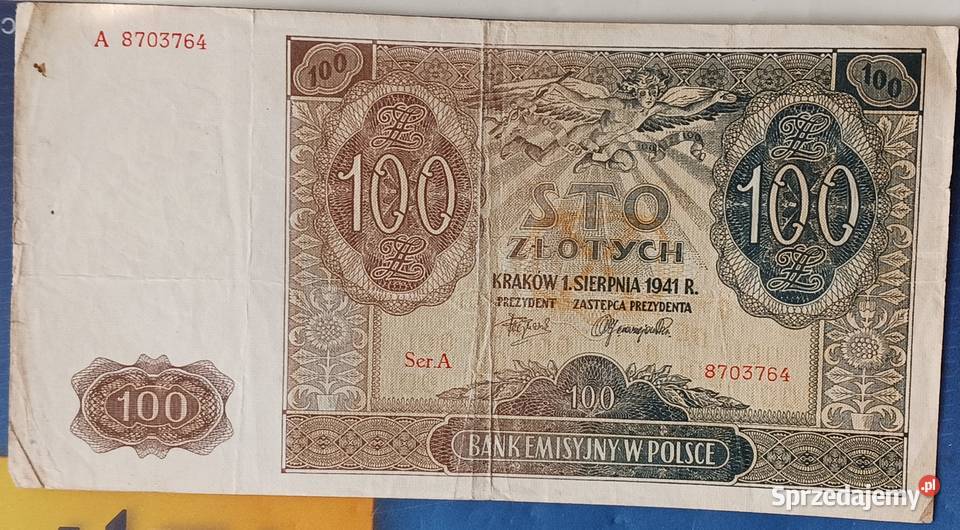 A 8703764
100
100
100
100
STO
ZŁOTYCH
KRAKÓW 1. SIERPNIA 1941 R.
PREZYDENT ZASTĘPCA PREZYDENTA
Ser.A
8703764
100
100
BANK EMISYJNY W POLSCE
Sprzedajemy.pl